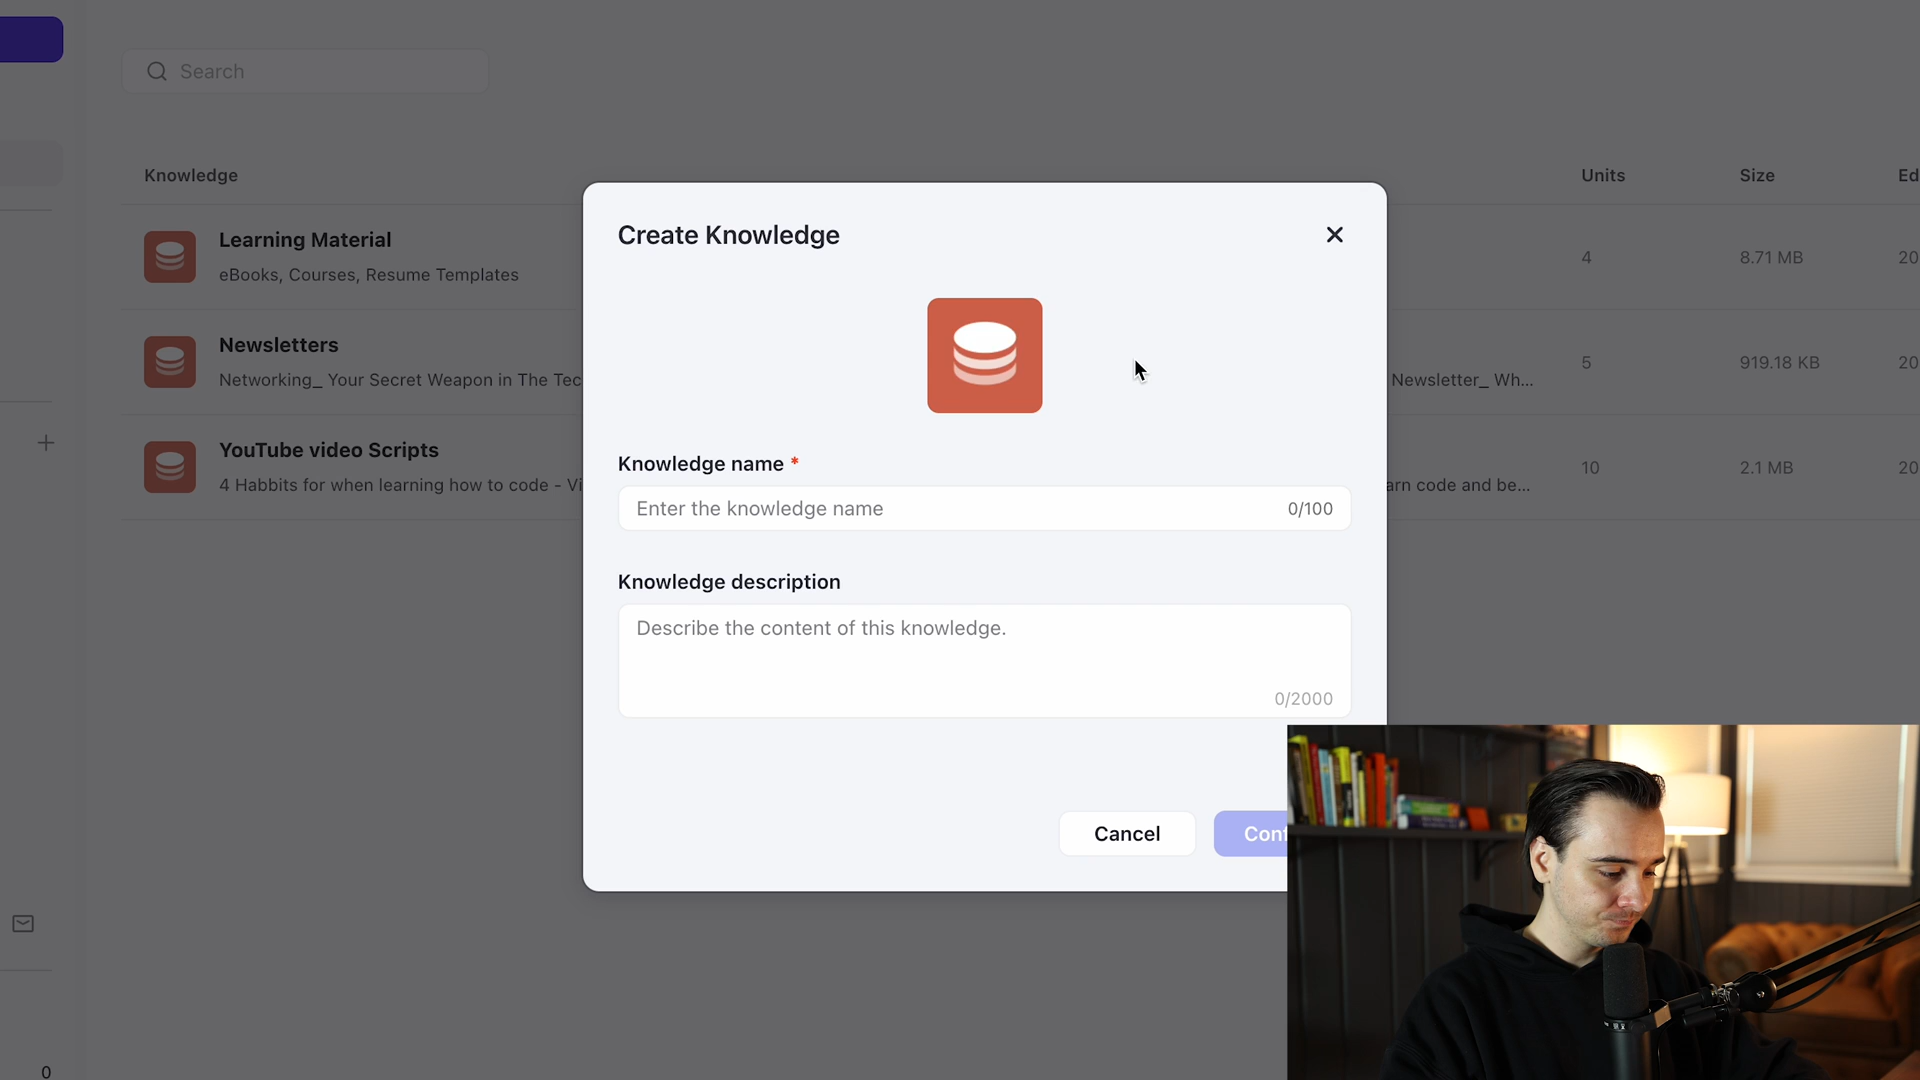 Search
Knowledge
Units
Size
Ed
Learning Material
eBooks, Courses, Resume Templates
4
8.71 MB
20
Newsletters
Networking_ Your Secret Weapon in The Tec
Newsletter_ Wh...
5
919.18 KB
20
YouTube video Scripts
4 Habbits for when learning how to code - Vi
arn code and be...
10
2.1 MB
20
Create Knowledge
Knowledge name *
Enter the knowledge name
0/100
Knowledge description
Describe the content of this knowledge.
0/2000
Cancel
Conf
0